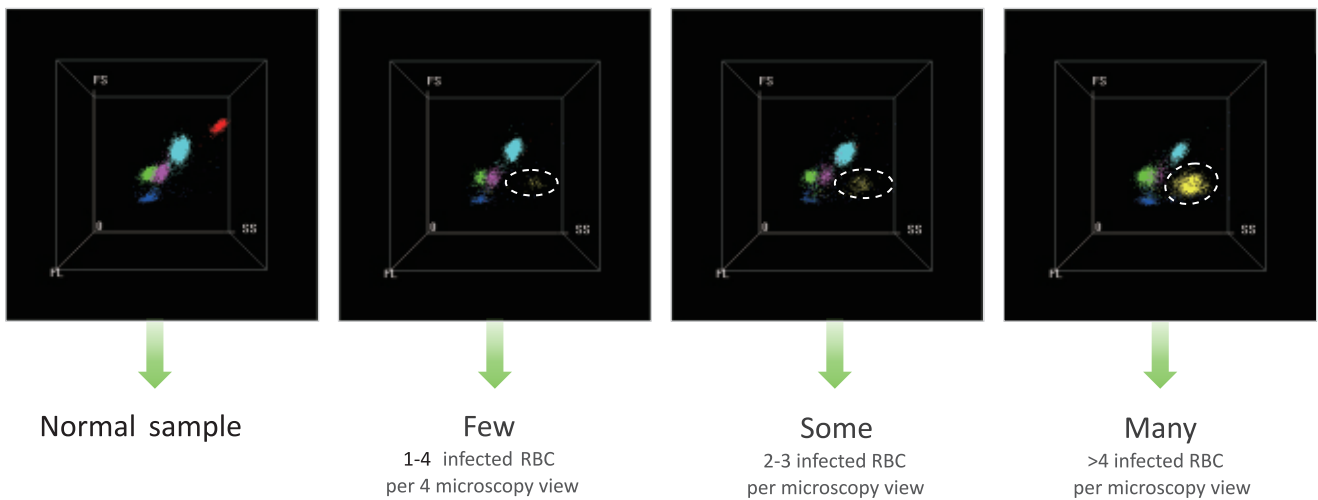 FS
0
SS
FL
FS
0
SS
FL
FS
0
SS
FL
FS
0
SS
FL
Normal sample
Few
1-4 infected RBC
per 4 microscopy view
Some
2-3 infected RBC
per microscopy view
Many
>4 infected RBC
per microscopy view